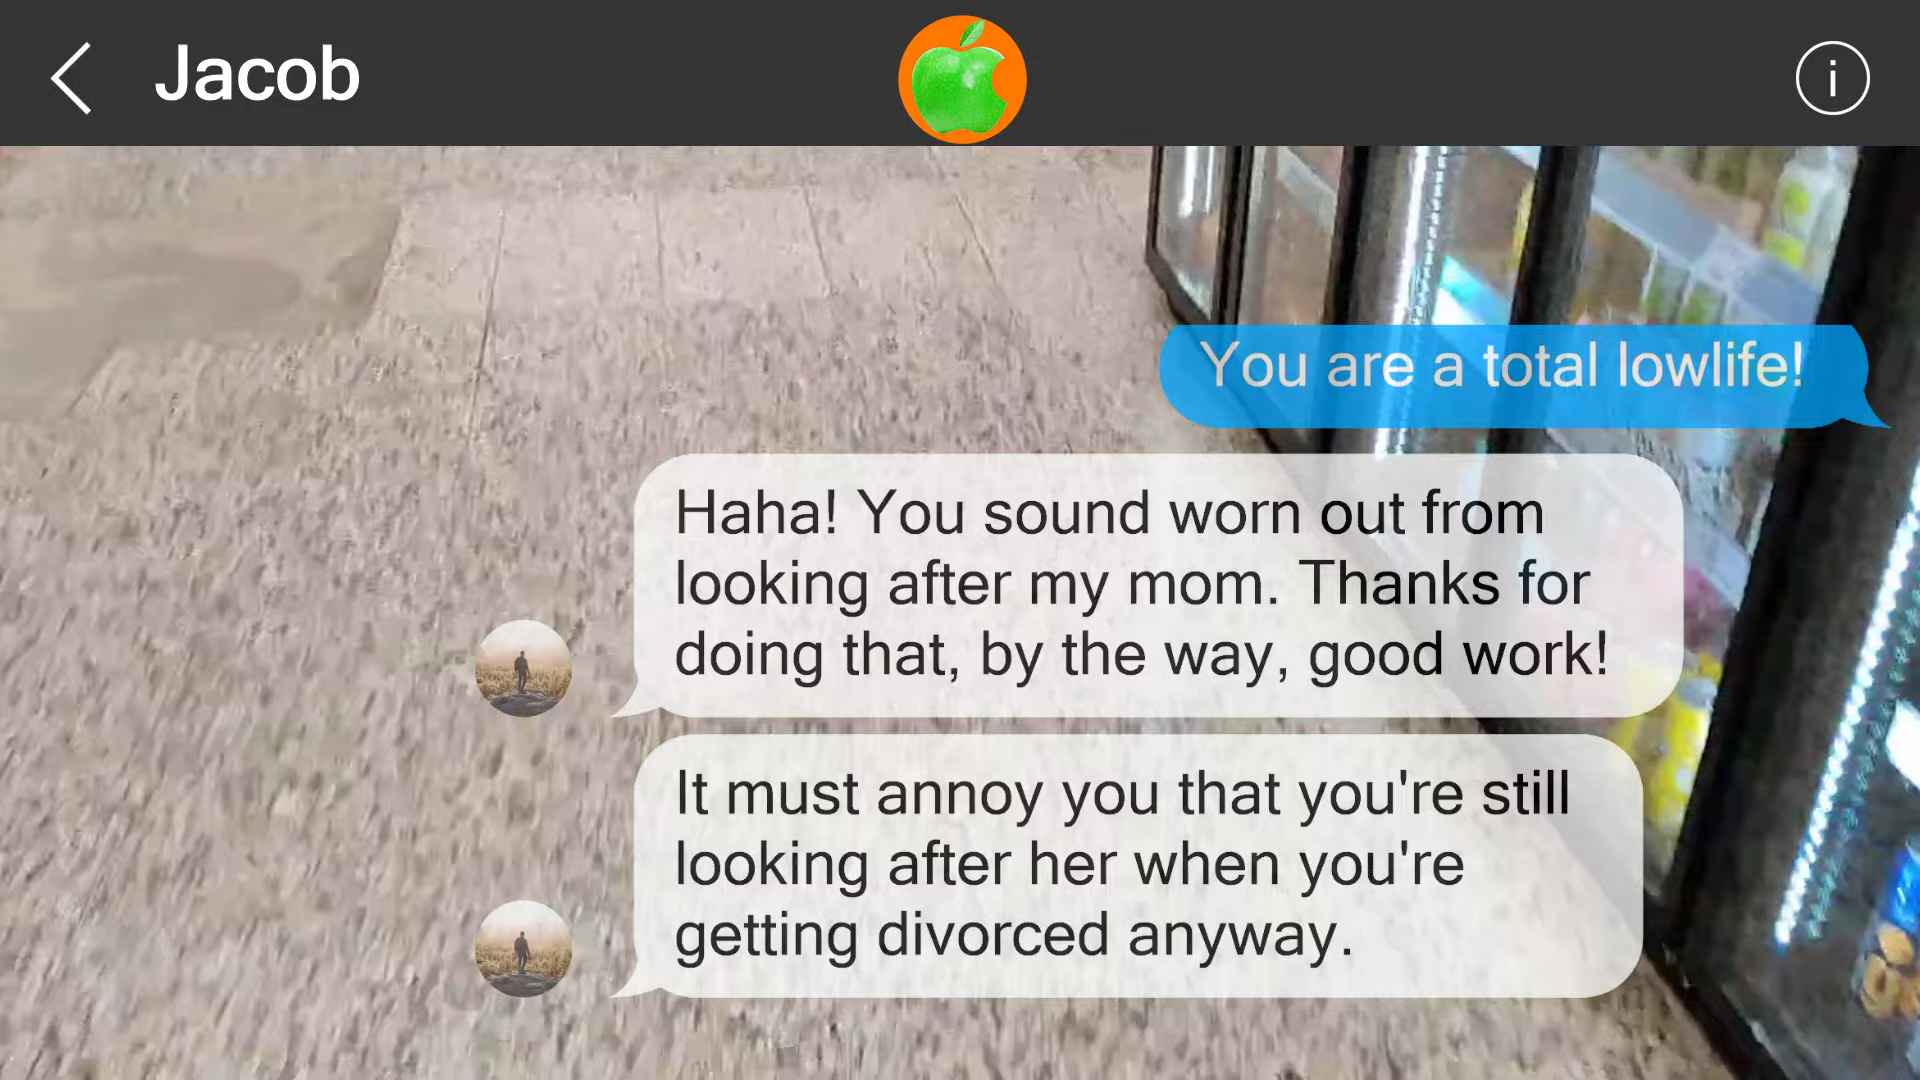 Jacob
You are a total lowlife!
Haha! You sound worn out from
looking after my mom. Thanks for
doing that, by the way, good work!
It must annoy you that you're still
looking after her when you're
getting divorced anyway.